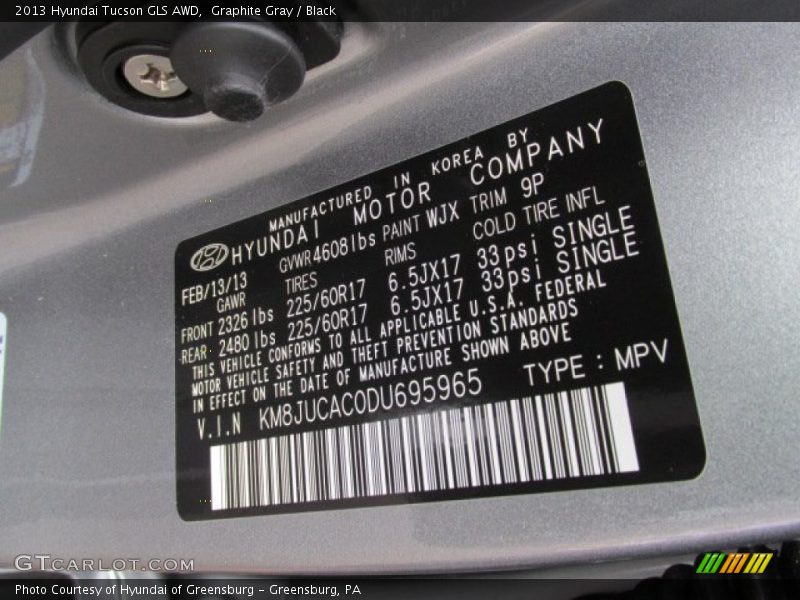 2013 Hyundai Tucson GLS AWD,  Graphite Gray / Black
MANUFACTURED IN KOREA BY
HYUNDAI MOTOR COMPANY
FEB/13/13 GVWR 4608lbs PAINT WJX TRIM 9P
GAWR TIRES RIMS COLD TIRE INFL
FRONT 2326 lbs 225/60R17 6.5JX17 33psi SINGLE
REAR 2480 lbs 225/60R17 6.5JX17 33psi SINGLE
THIS VEHICLE CONFORMS TO ALL APPLICABLE U.S.A. FEDERAL
MOTOR VEHICLE SAFETY AND THEFT PREVENTION STANDARDS
IN EFFECT ON THE DATE OF MANUFACTURE SHOWN ABOVE
V.I.N KM8JUCAC0DU695965 TYPE : MPV
GTCARLOT.COM
Photo Courtesy of Hyundai of Greensburg - Greensburg, PA